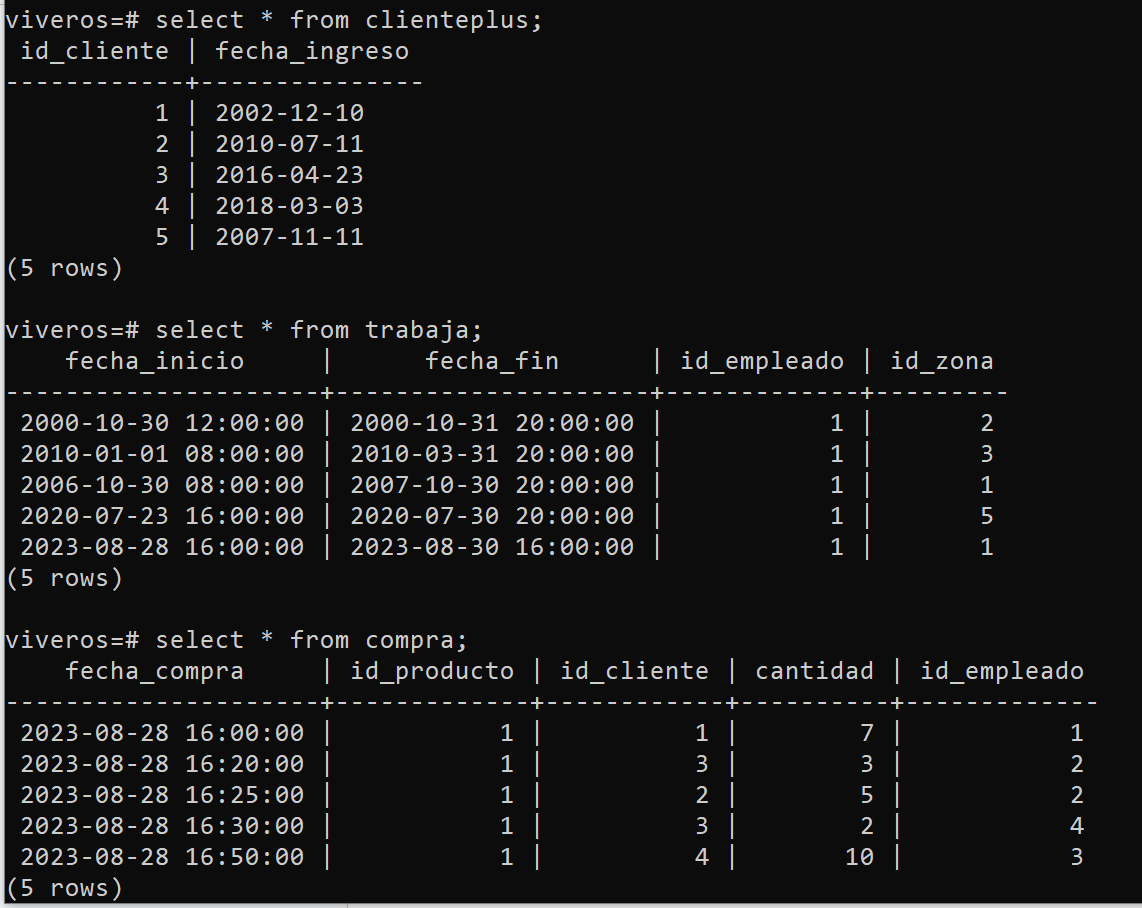 viveros=# select * from clienteplus;
 id_cliente | fecha_ingreso
------------+---------------
          1 | 2002-12-10
          2 | 2010-07-11
          3 | 2016-04-23
          4 | 2018-03-03
          5 | 2007-11-11
(5 rows)

viveros=# select * from trabaja;
    fecha_inicio     |      fecha_fin      | id_empleado | id_zona
---------------------+---------------------+-------------+---------
 2000-10-30 12:00:00 | 2000-10-31 20:00:00 |           1 |       2
 2010-01-01 08:00:00 | 2010-03-31 20:00:00 |           1 |       3
 2006-10-30 08:00:00 | 2007-10-30 20:00:00 |           1 |       1
 2020-07-23 16:00:00 | 2020-07-30 20:00:00 |           1 |       5
 2023-08-28 16:00:00 | 2023-08-30 16:00:00 |           1 |       1
(5 rows)

viveros=# select * from compra;
    fecha_compra     | id_producto | id_cliente | cantidad | id_empleado
---------------------+-------------+------------+----------+-------------
 2023-08-28 16:00:00 |           1 |          1 |        7 |           1
 2023-08-28 16:20:00 |           1 |          3 |        3 |           2
 2023-08-28 16:25:00 |           1 |          2 |        5 |           2
 2023-08-28 16:30:00 |           1 |          3 |        2 |           4
 2023-08-28 16:50:00 |           1 |          4 |       10 |           3
(5 rows)